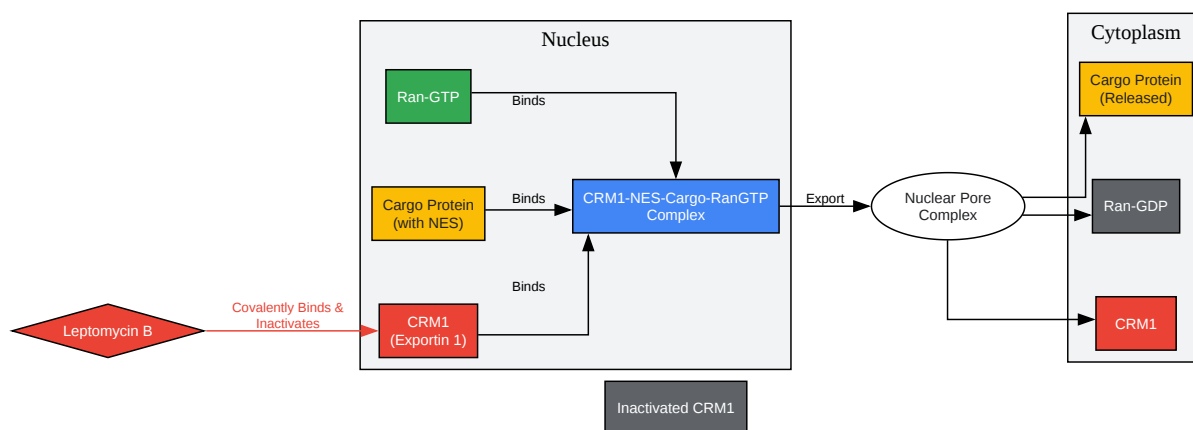 Nucleus
Cytoplasm
Ran-GTP
Binds
Cargo Protein
(Released)
Cargo Protein
(with NES)
Binds
CRM1-NES-Cargo-RanGTP
Complex
Export
Nuclear Pore
Complex
Ran-GDP
Binds
Leptomycin B
Covalently Binds &
Inactivates
CRM1
(Exportin 1)
CRM1
Inactivated CRM1